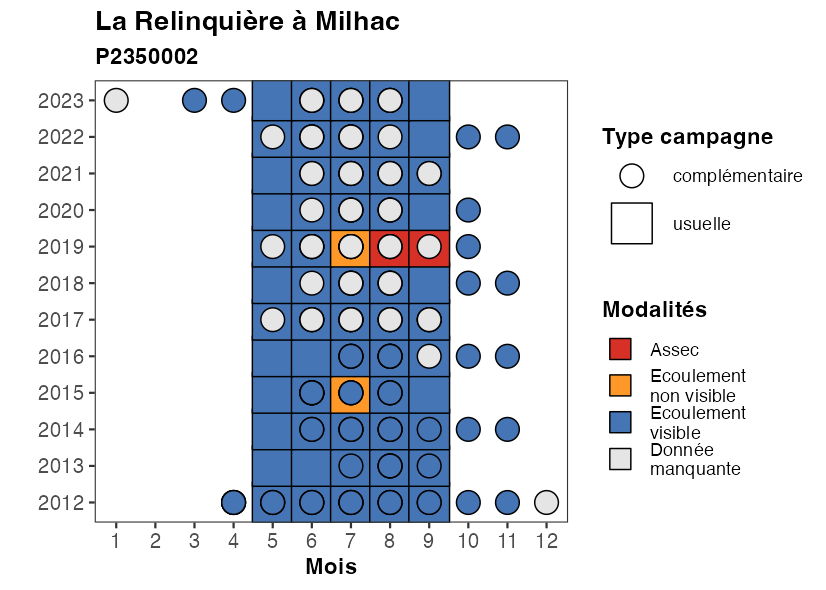 La Relinquière à Milhac
P2350002
2023
2022
2021
2020
2019
2018
2017
2016
2015
2014
2013
2012
1 2 3 4 5 6 7 8 9 10 11 12
Mois
Type campagne
complémentaire
usuelle
Modalités
Assec
Ecoulement
non visible
Ecoulement
visible
Donnée
manquante